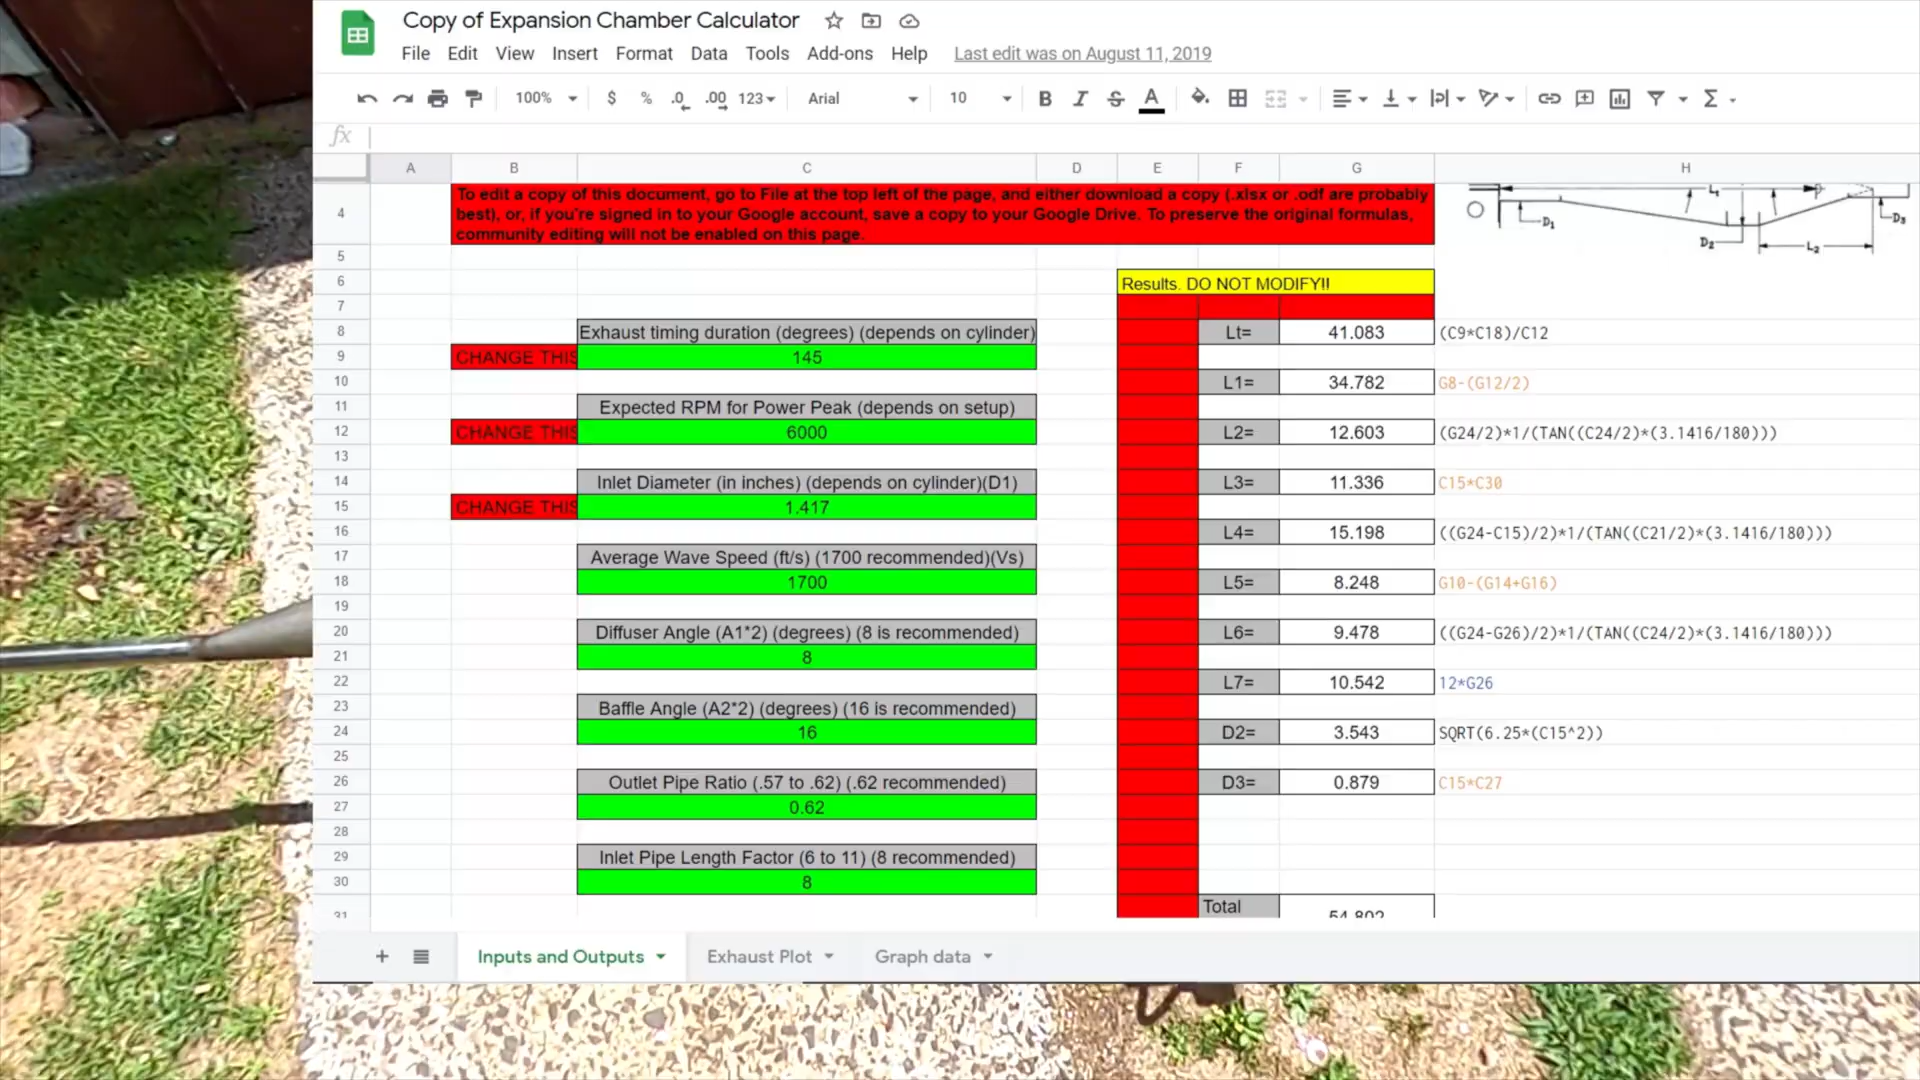 Copy of Expansion Chamber Calculator
File Edit View Insert Format Data Tools Add-ons Help Last edit was on August 11, 2019
100% $ % .0 .00 123 Arial 10 B I S A
fx
A B C D E F G H
4 To edit a copy of this document, go to File at the top left of the page, and either download a copy (.xlsx or .odf are probably
best), or, if you're signed in to your Google account, save a copy to your Google Drive. To preserve the original formulas,
community editing will not be enabled on this page.
Lt
D1
D2
L2
D3
5
6 Results. DO NOT MODIFY!!
7
8 Exhaust timing duration (degrees) (depends on cylinder) Lt= 41.083 (C9*C18)/C12
9 CHANGE THIS 145
10 L1= 34.782 G8-(G12/2)
11 Expected RPM for Power Peak (depends on setup)
12 CHANGE THIS 6000 L2= 12.603 (G24/2)*1/(TAN((C24/2)*(3.1416/180)))
13
14 Inlet Diameter (in inches) (depends on cylinder)(D1) L3= 11.336 C15*C30
15 CHANGE THIS 1.417
16 L4= 15.198 ((G24-C15)/2)*1/(TAN((C21/2)*(3.1416/180)))
17 Average Wave Speed (ft/s) (1700 recommended)(Vs)
18 1700 L5= 8.248 G10-(G14+G16)
19
20 Diffuser Angle (A1*2) (degrees) (8 is recommended) L6= 9.478 ((G24-G26)/2)*1/(TAN((C24/2)*(3.1416/180)))
21 8
22 L7= 10.542 12*G26
23 Baffle Angle (A2*2) (degrees) (16 is recommended)
24 16 D2= 3.543 SQRT(6.25*(C15^2))
25
26 Outlet Pipe Ratio (.57 to .62) (.62 recommended) D3= 0.879 C15*C27
27 0.62
28
29 Inlet Pipe Length Factor (6 to 11) (8 recommended)
30 8
31 Total 54.802
Inputs and Outputs Exhaust Plot Graph data